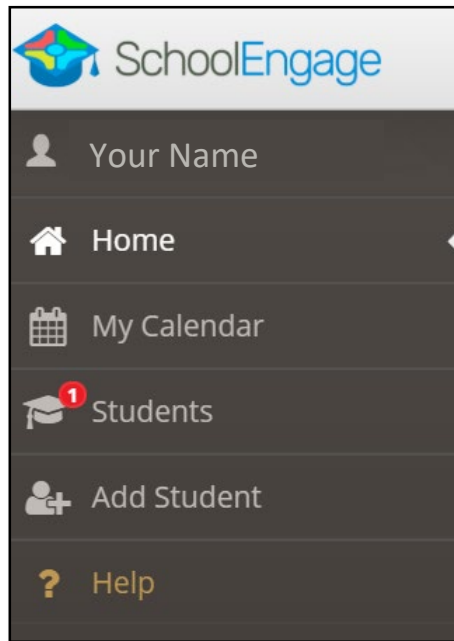 SchoolEngage
Your Name
Home
My Calendar
1
Students
Add Student
? Help